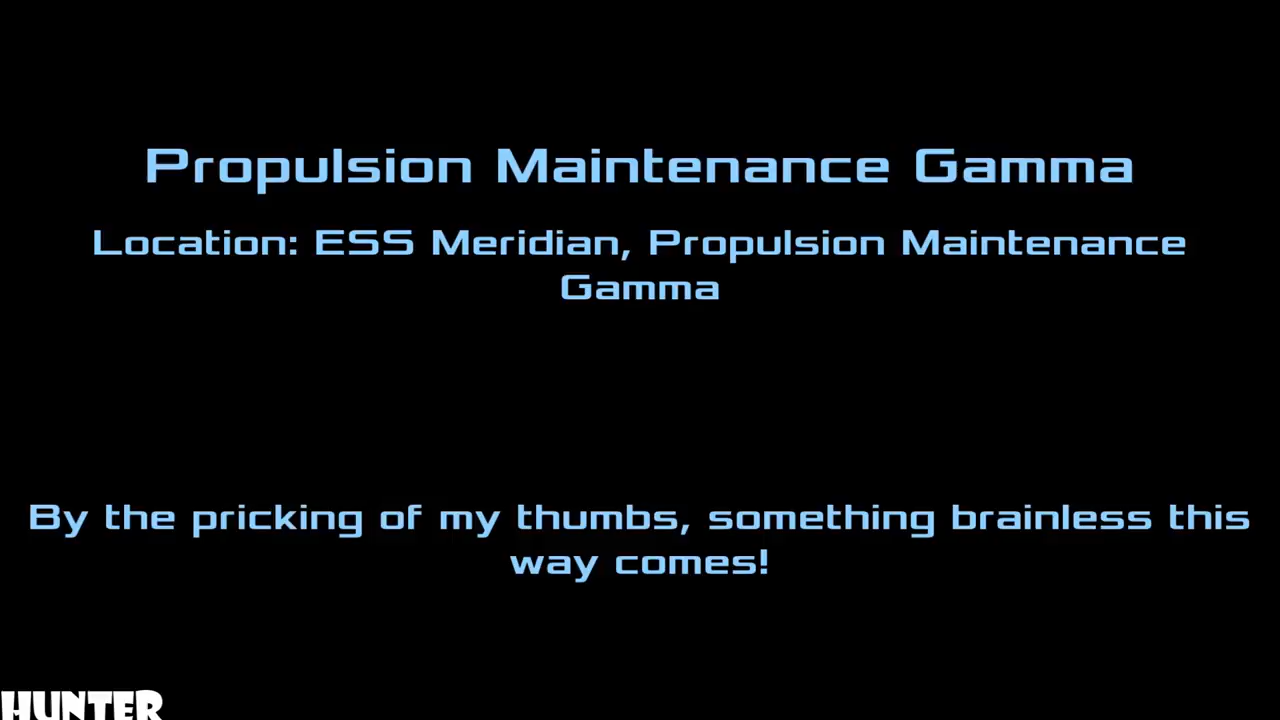 Propulsion Maintenance Gamma
Location: ESS Meridian, Propulsion Maintenance
Gamma
By the pricking of my thumbs, something brainless this
way comes!
HUNTER